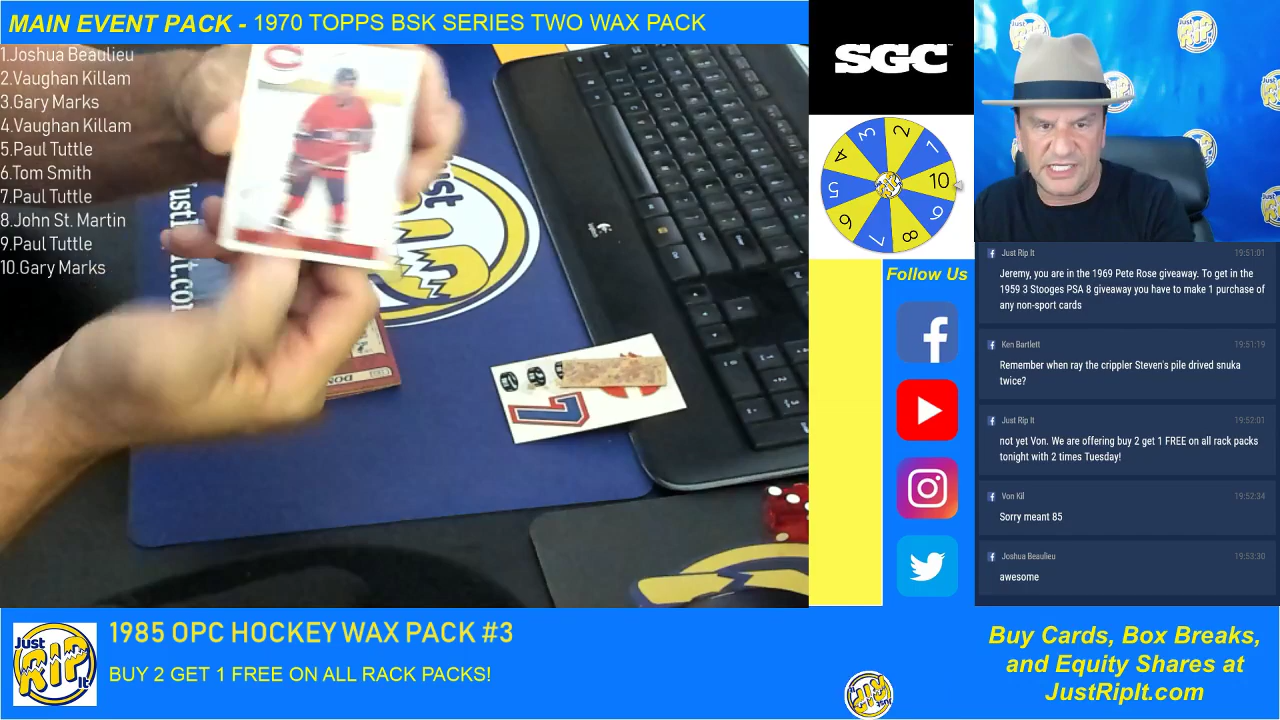 MAIN EVENT PACK - 1970 TOPPS BSK SERIES TWO WAX PACK
1.Joshua Beaulieu
2.Vaughan Killam
3.Gary Marks
4.Vaughan Killam
5.Paul Tuttle
6.Tom Smith
7.Paul Tuttle
8.John St. Martin
9.Paul Tuttle
10.Gary Marks
SGC
Follow Us
Just Rip It 19:51:01
Jeremy, you are in the 1969 Pete Rose giveaway. To get in the
1959 3 Stooges PSA 8 giveaway you have to make 1 purchase of
any non-sport cards
Ken Bartlett 19:51:19
Remember when ray the crippler Steven's pile drived snuka
twice?
Just Rip It 19:52:01
not yet Von. We are offering buy 2 get 1 FREE on all rack packs
tonight with 2 times Tuesday!
Von Kil 19:52:34
Sorry meant 85
Joshua Beaulieu 19:53:30
awesome
Just
RIP
It
1985 OPC HOCKEY WAX PACK #3
BUY 2 GET 1 FREE ON ALL RACK PACKS!
Buy Cards, Box Breaks,
and Equity Shares at
JustRipIt.com